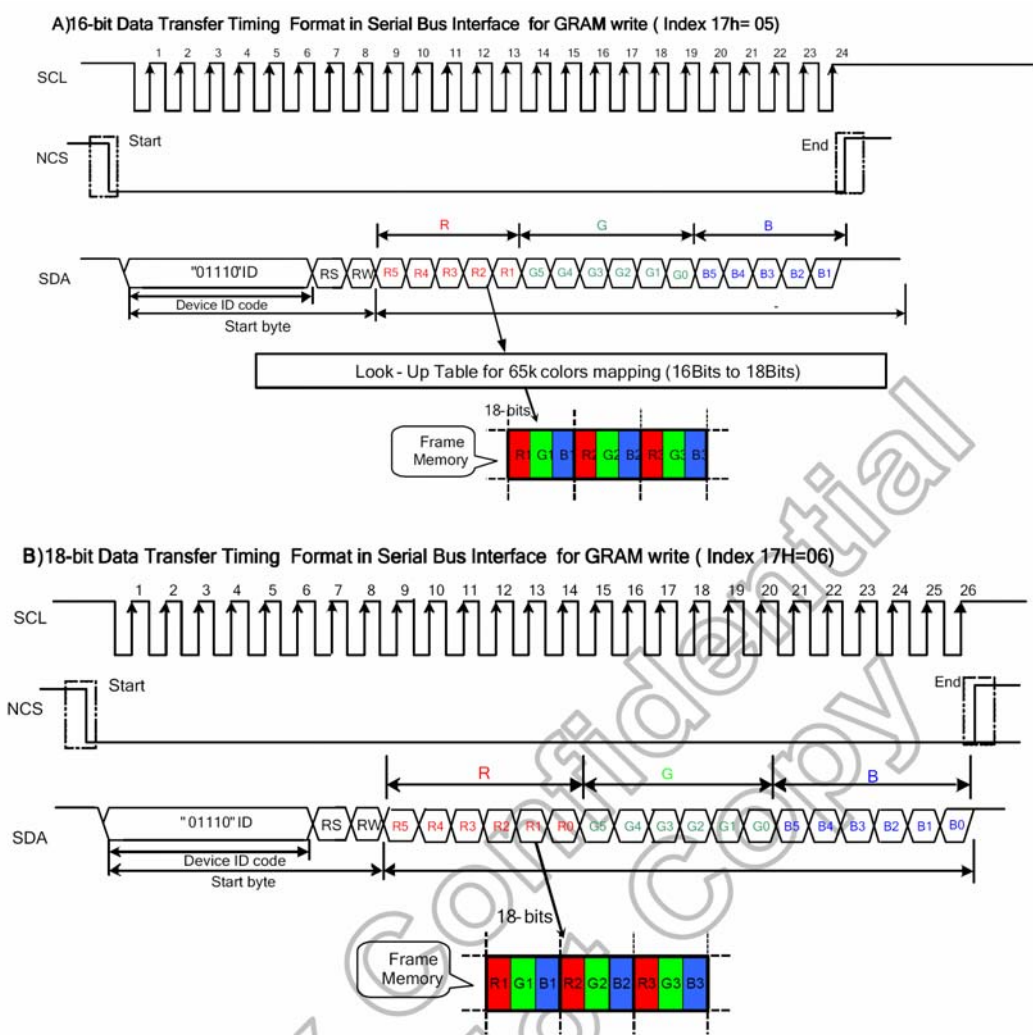 A)16-bit Data Transfer Timing Format in Serial Bus Interface for GRAM write ( Index 17h= 05)
1 2 3 4 5 6 7 8 9 10 11 12 13 14 15 16 17 18 19 20 21 22 23 24
SCL
Start
End
NCS
R G B
SDA
"01110"ID RS RW R5 R4 R3 R2 R1 G5 G4 G3 G2 G1 G0 B5 B4 B3 B2 B1
Device ID code
Start byte
Look - Up Table for 65k colors mapping (16Bits to 18Bits)
18-bits
Frame
Memory
R1 G1 B1 R2 G2 B2 R3 G3 B3
B)18-bit Data Transfer Timing Format in Serial Bus Interface for GRAM write ( Index 17H=06)
1 2 3 4 5 6 7 8 9 10 11 12 13 14 15 16 17 18 19 20 21 22 23 24 25 26
SCL
Start
End
NCS
R G B
SDA
"01110"ID RS RW R5 R4 R3 R2 R1 R0 G5 G4 G3 G2 G1 G0 B5 B4 B3 B2 B1 B0
Device ID code
Start byte
18-bits
Frame
Memory
R1 G1 B1 R2 G2 B2 R3 G3 B3
Confidential
Copy